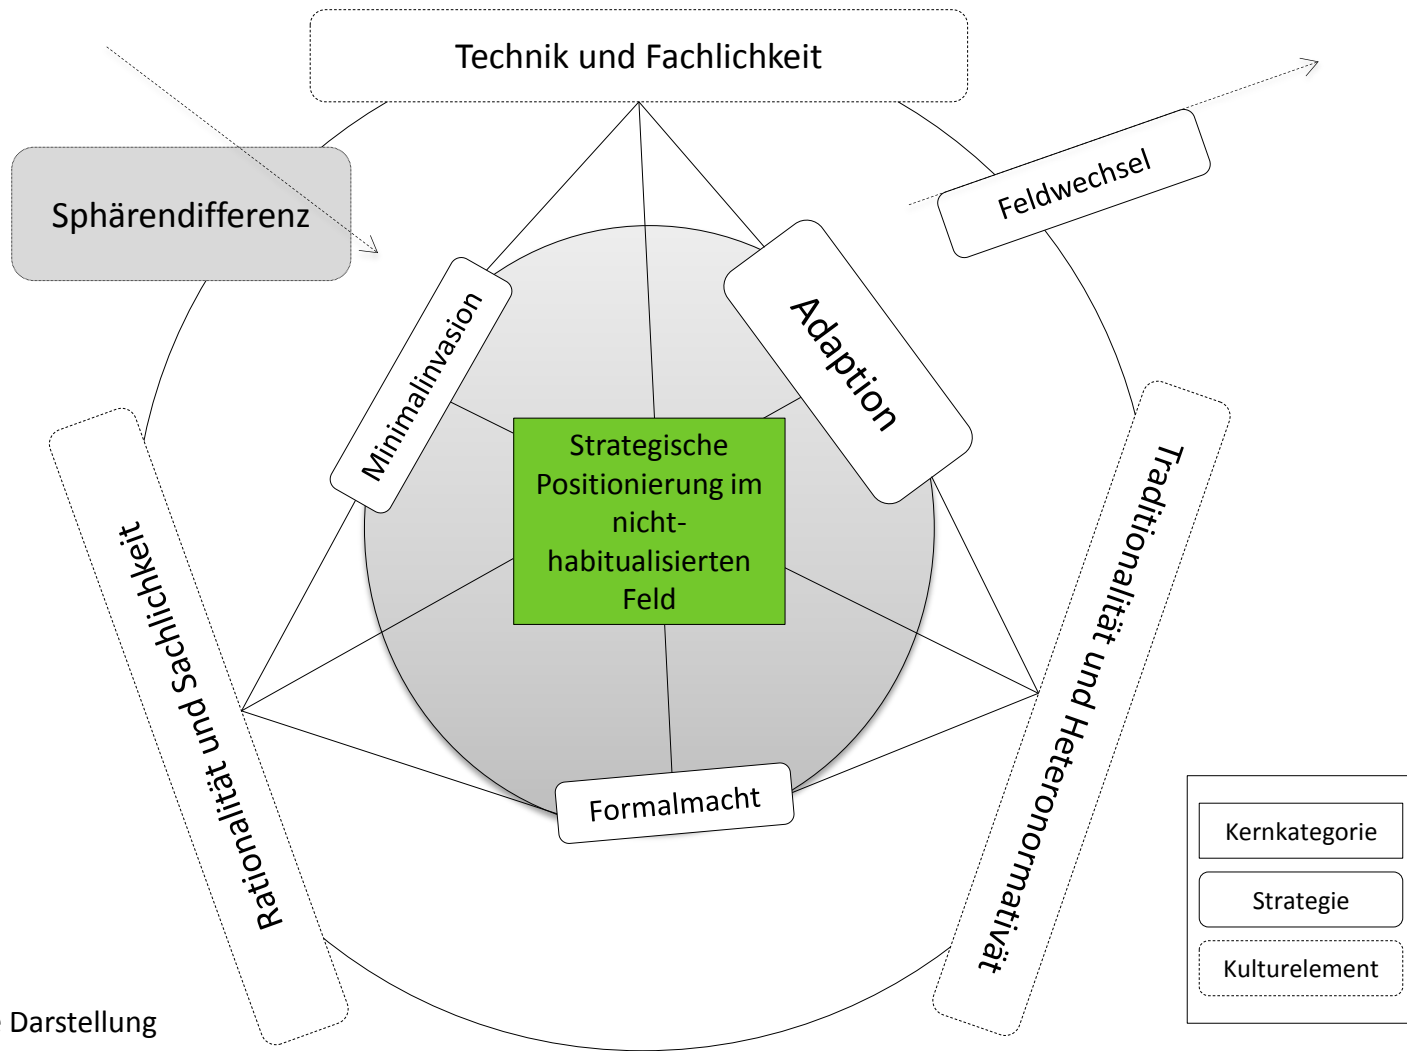 Technik und Fachlichkeit
Sphärendifferenz
Feldwechsel
Minimalinvasion
Adaption
Strategische
Positionierung im
nicht-
habitualisierten
Feld
Rationalität und Sachlichkeit
Traditionalität und Heteronormativät
Formalmacht
Kernkategorie
Strategie
Kulturelement
e Darstellung